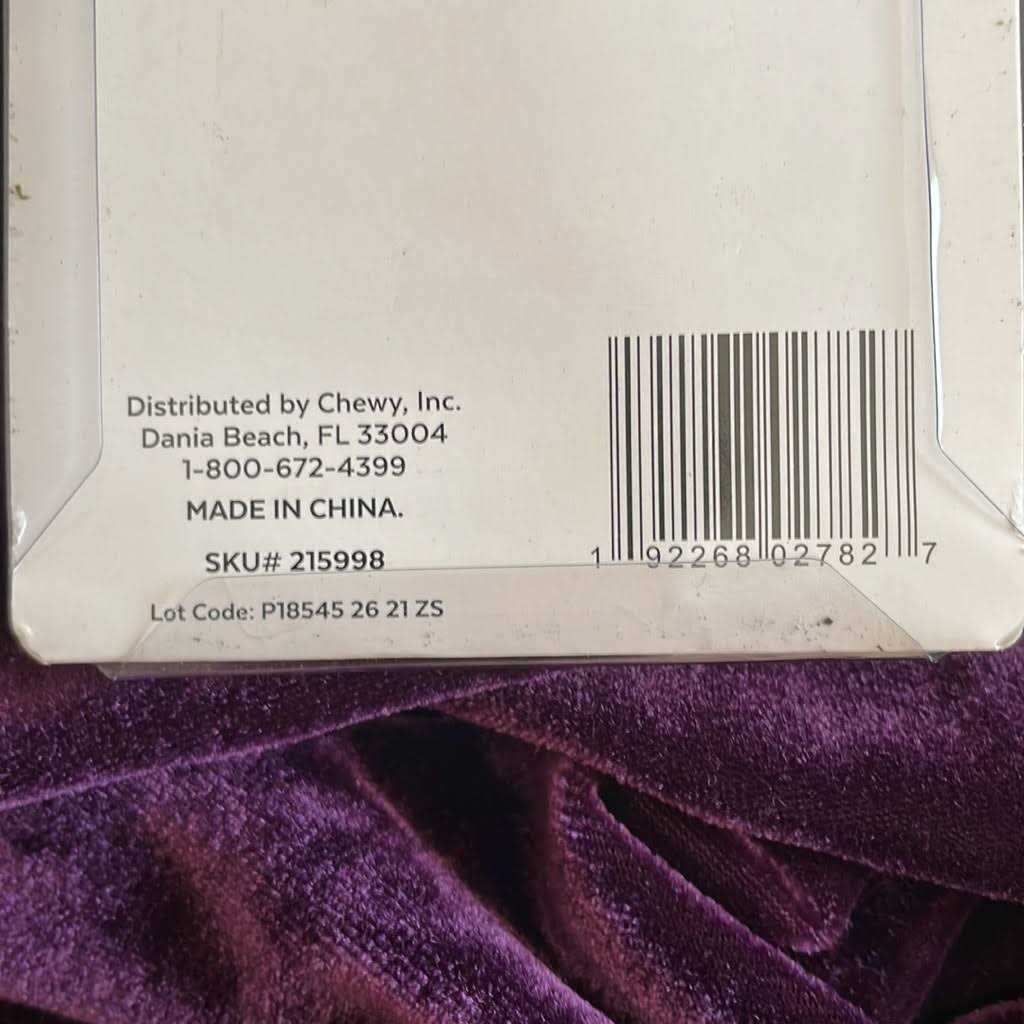 Distributed by Chewy, Inc.
Dania Beach, FL 33004
1-800-672-4399
MADE IN CHINA.
SKU# 215998
Lot Code: P18545 26 21 ZS
1 92268 02782 7